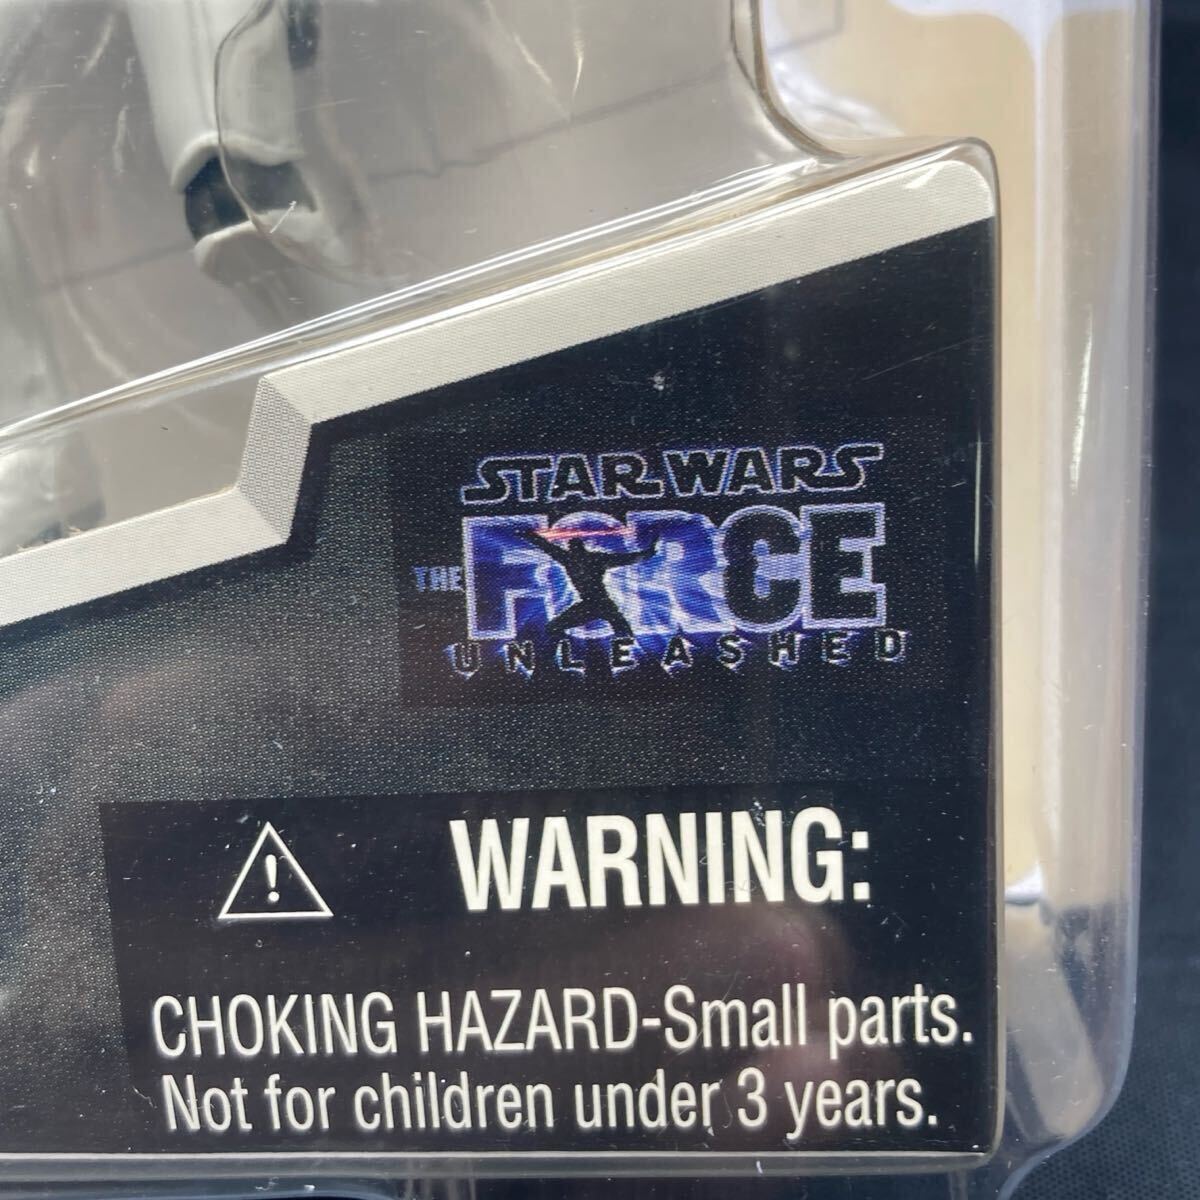 STAR WARS
THE FORCE
UNLEASHED
WARNING:
CHOKING HAZARD-Small parts.
Not for children under 3 years.